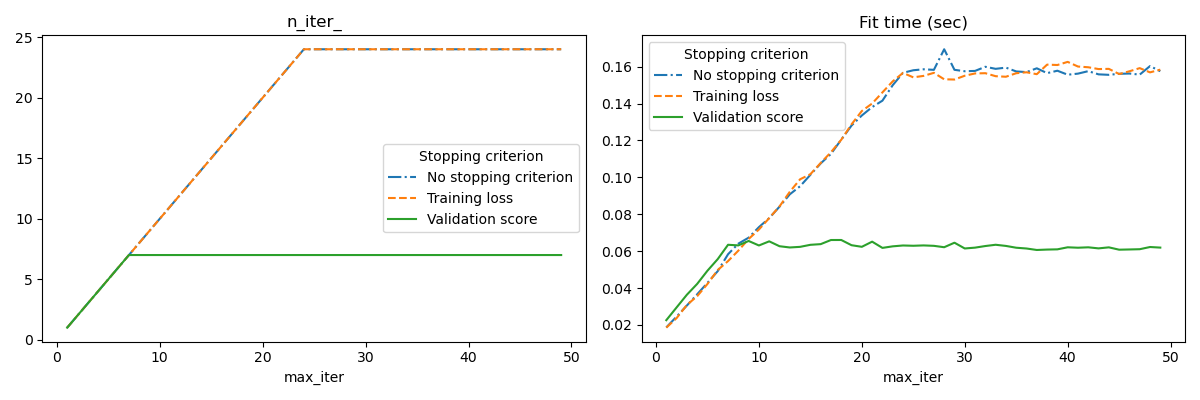 n_iter_
25
20
15
10
5
0
Stopping criterion
No stopping criterion
Training loss
Validation score
0 10 20 30 40 50
max_iter
Fit time (sec)
0.16
0.14
0.12
0.10
0.08
0.06
0.04
0.02
Stopping criterion
No stopping criterion
Training loss
Validation score
0 10 20 30 40 50
max_iter